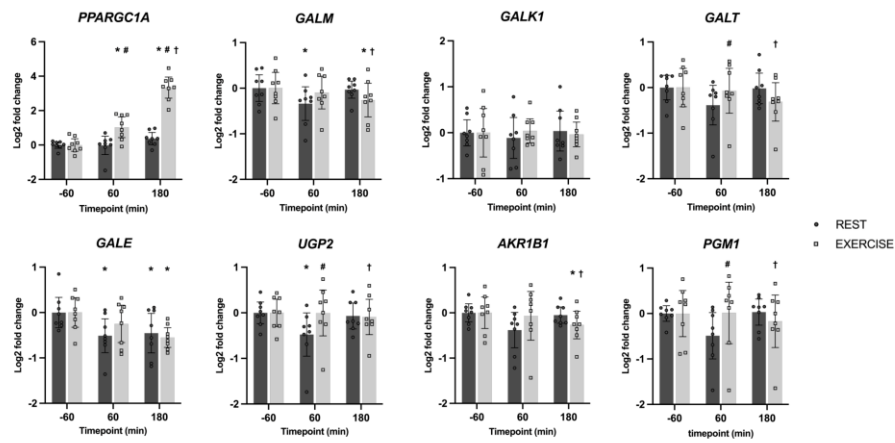 PPARGC1A
GALM
GALK1
GALT
Log2 fold change
6
4
2
0
-2
* #
* # †
-60 60 180
Timepoint (min)
Log2 fold change
1
0
-1
-2
*
* †
-60 60 180
Timepoint (min)
Log2 fold change
2
1
0
-1
-2
-60 60 180
Timepoint (min)
Log2 fold change
1
0
-1
-2
#
†
-60 60 180
Timepoint (min)
REST
EXERCISE
GALE
UGP2
AKR1B1
PGM1
Log2 fold change
1
0
-1
-2
*
* *
-60 60 180
Timepoint (min)
Log2 fold change
1
0
-1
-2
* #
* †
-60 60 180
Timepoint (min)
Log2 fold change
1
0
-1
-2
* †
-60 60 180
Timepoint (min)
Log2 fold change
1
0
-1
-2
#
†
-60 60 180
timepoint (min)